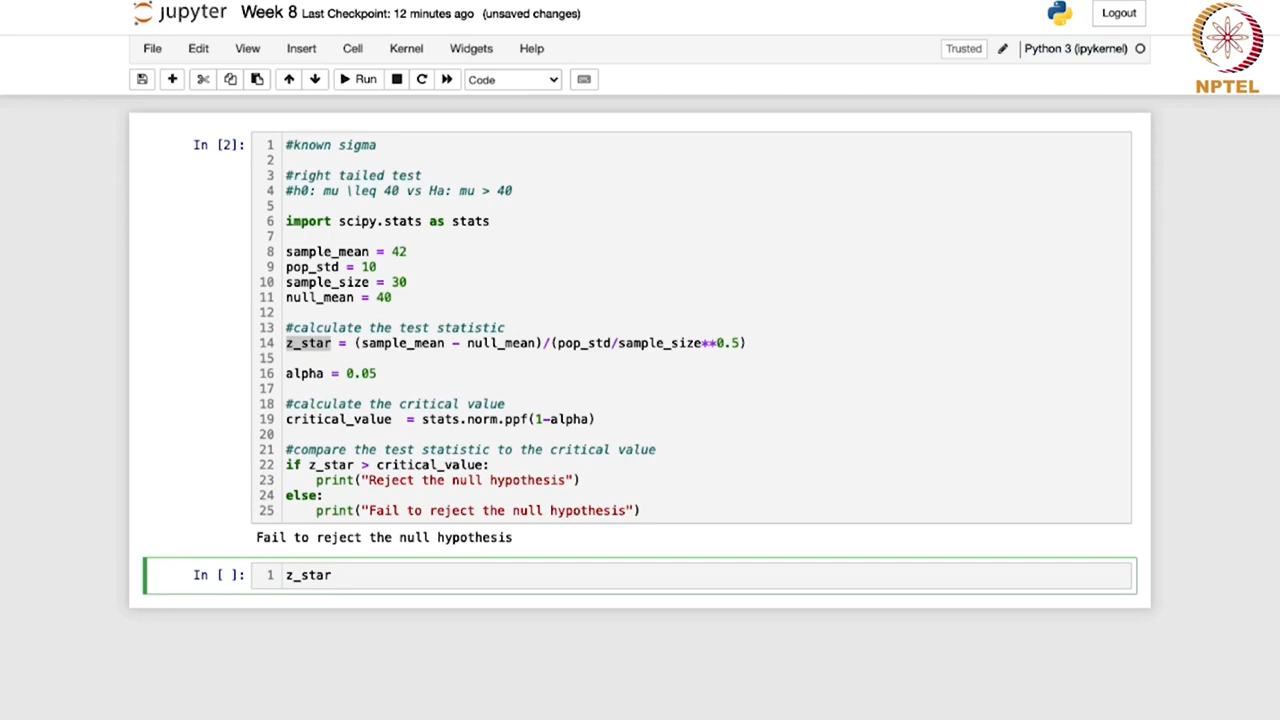 jupyter Week 8 Last Checkpoint: 12 minutes ago (unsaved changes)
Logout
File Edit View Insert Cell Kernel Widgets Help
Trusted Python 3 (ipykernel)
Run Code
NPTEL
In [2]:
1 #known sigma
2
3 #right tailed test
4 #h0: mu \leq 40 vs Ha: mu > 40
5
6 import scipy.stats as stats
7
8 sample_mean = 42
9 pop_std = 10
10 sample_size = 30
11 null_mean = 40
12
13 #calculate the test statistic
14 z_star = (sample_mean - null_mean)/(pop_std/sample_size**0.5)
15
16 alpha = 0.05
17
18 #calculate the critical value
19 critical_value  = stats.norm.ppf(1-alpha)
20
21 #compare the test statistic to the critical value
22 if z_star > critical_value:
23     print("Reject the null hypothesis")
24 else:
25     print("Fail to reject the null hypothesis")
Fail to reject the null hypothesis
In [ ]: 1 z_star